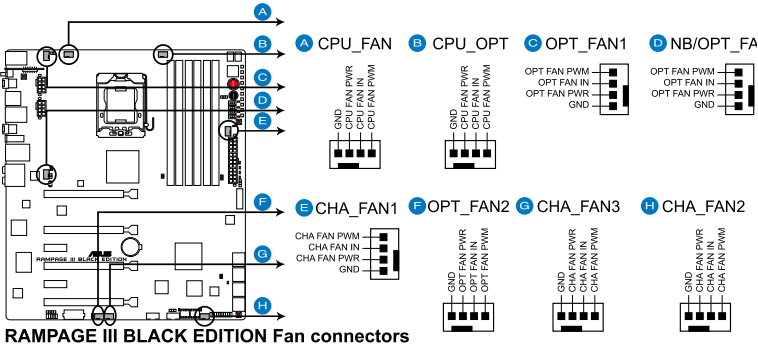 A
B
C
D
E
F
G
H
ASUS
RAMPAGE III BLACK EDITION
A CPU_FAN
GND
CPU FAN PWR
CPU FAN IN
CPU FAN PWM
B CPU_OPT
GND
CPU FAN PWR
CPU FAN IN
CPU FAN PWM
C OPT_FAN1
OPT FAN PWM
OPT FAN IN
OPT FAN PWR
GND
D NB/OPT_FA
OPT FAN PWM
OPT FAN IN
OPT FAN PWR
GND
E CHA_FAN1
CHA FAN PWM
CHA FAN IN
CHA FAN PWR
GND
F OPT_FAN2
GND
OPT FAN PWR
OPT FAN IN
OPT FAN PWM
G CHA_FAN3
GND
CHA FAN PWR
CHA FAN IN
CHA FAN PWM
H CHA_FAN2
GND
CHA FAN PWR
CHA FAN IN
CHA FAN PWM
RAMPAGE III BLACK EDITION Fan connectors